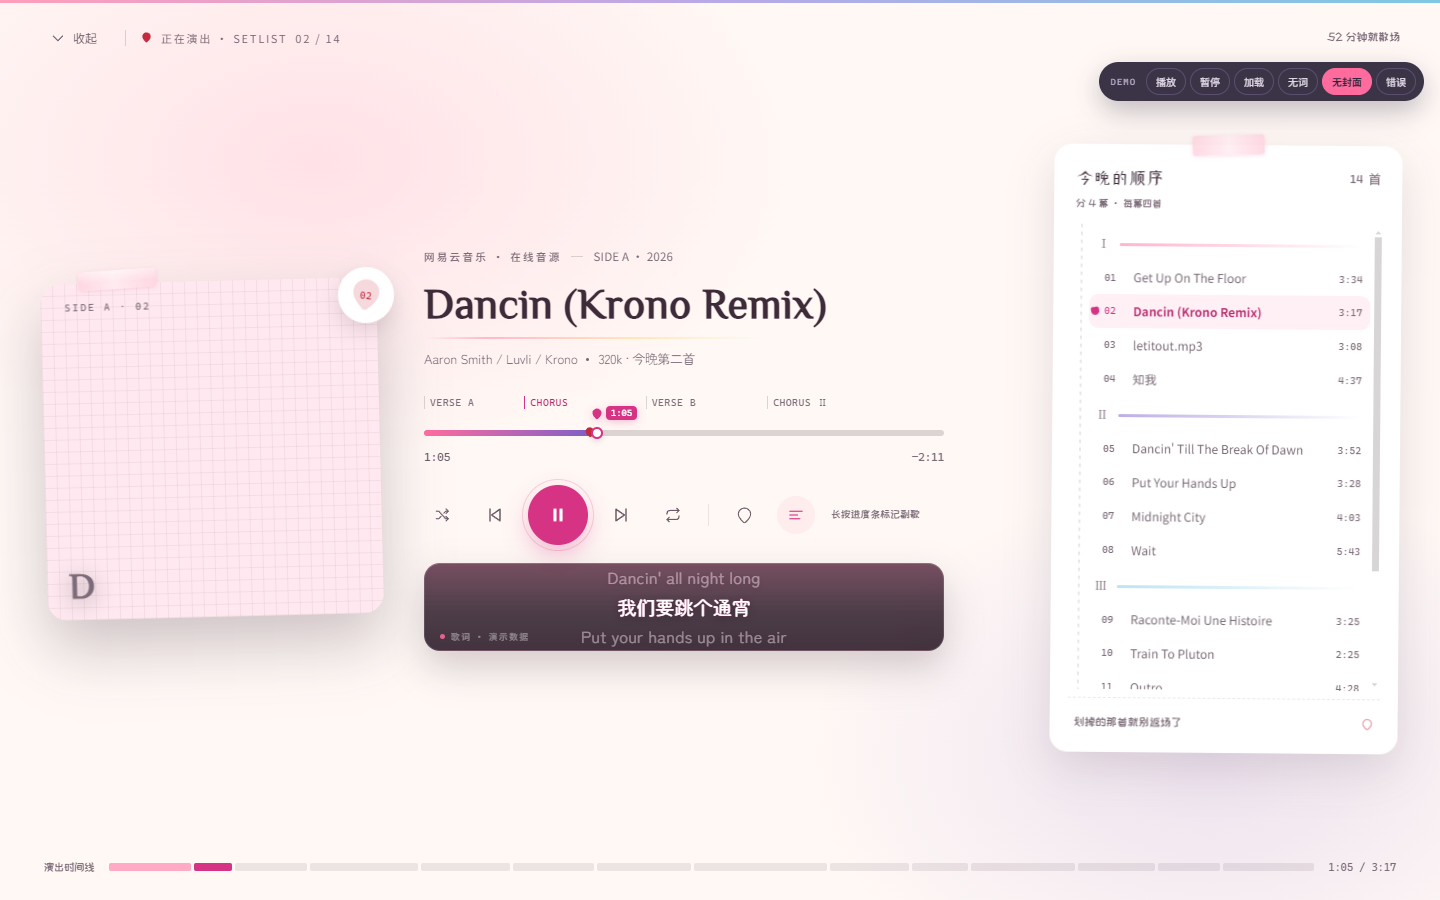 收起
正在演出 • SETLIST 02 / 14
52 分钟就散场
DEMO 播放 暂停 加载 无词 无封面 错误
SIDE A · 02
02
D
网易云音乐 • 在线音源 — SIDE A • 2026
Dancin (Krono Remix)
Aaron Smith / Luvli / Krono • 320k · 今晚第二首
VERSE A CHORUS VERSE B CHORUS II
1:05
1:05 −2:11
长按进度条标记副歌
Dancin' all night long
我们要跳个通宵
歌词 • 演示数据
Put your hands up in the air
今晚的顺序 14 首
分 4 幕 · 每幕四首
I
01 Get Up On The Floor 3:34
02 Dancin (Krono Remix) 3:17
03 letitout.mp3 3:08
04 知我 4:37
II
05 Dancin' Till The Break Of Dawn 3:52
06 Put Your Hands Up 3:28
07 Midnight City 4:03
08 Wait 5:43
III
09 Raconte-Moi Une Histoire 3:25
10 Train To Pluton 2:25
11 Outro 4:28
划掉的那首就别返场了
演出时间线 1:05 / 3:17